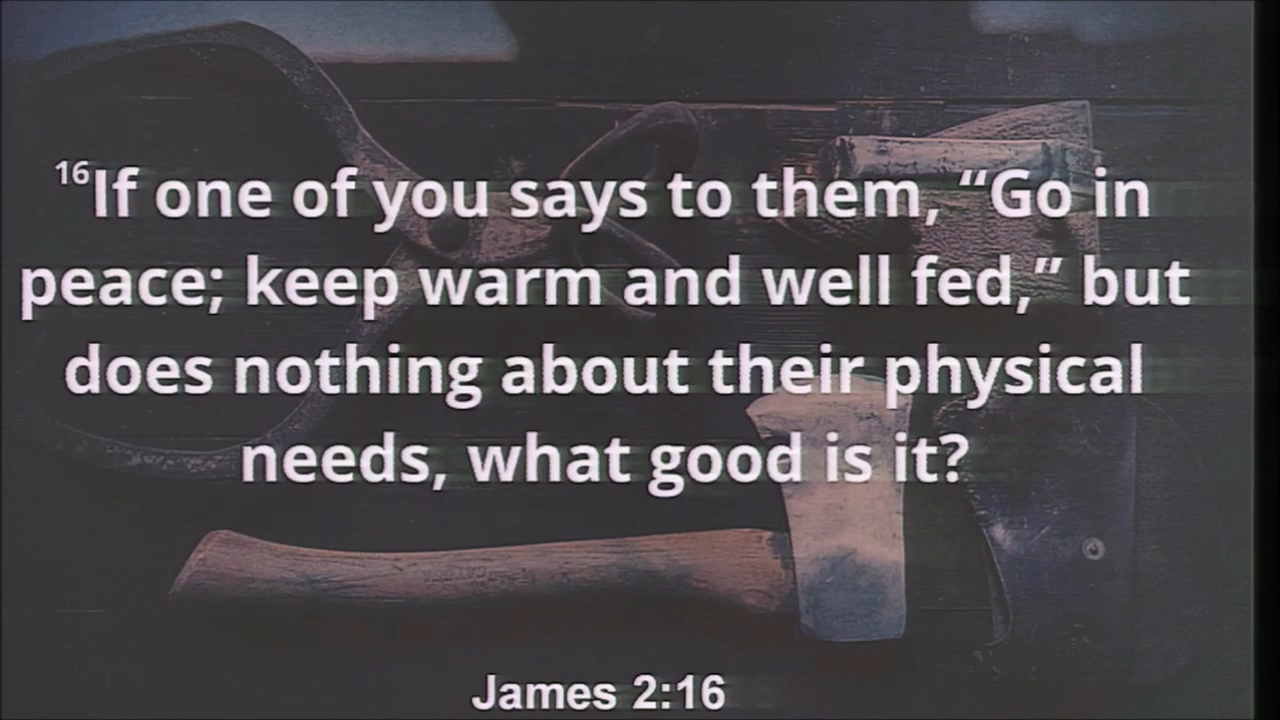 ¹⁶If one of you says to them, “Go in
peace; keep warm and well fed,” but
does nothing about their physical
needs, what good is it?
James 2:16